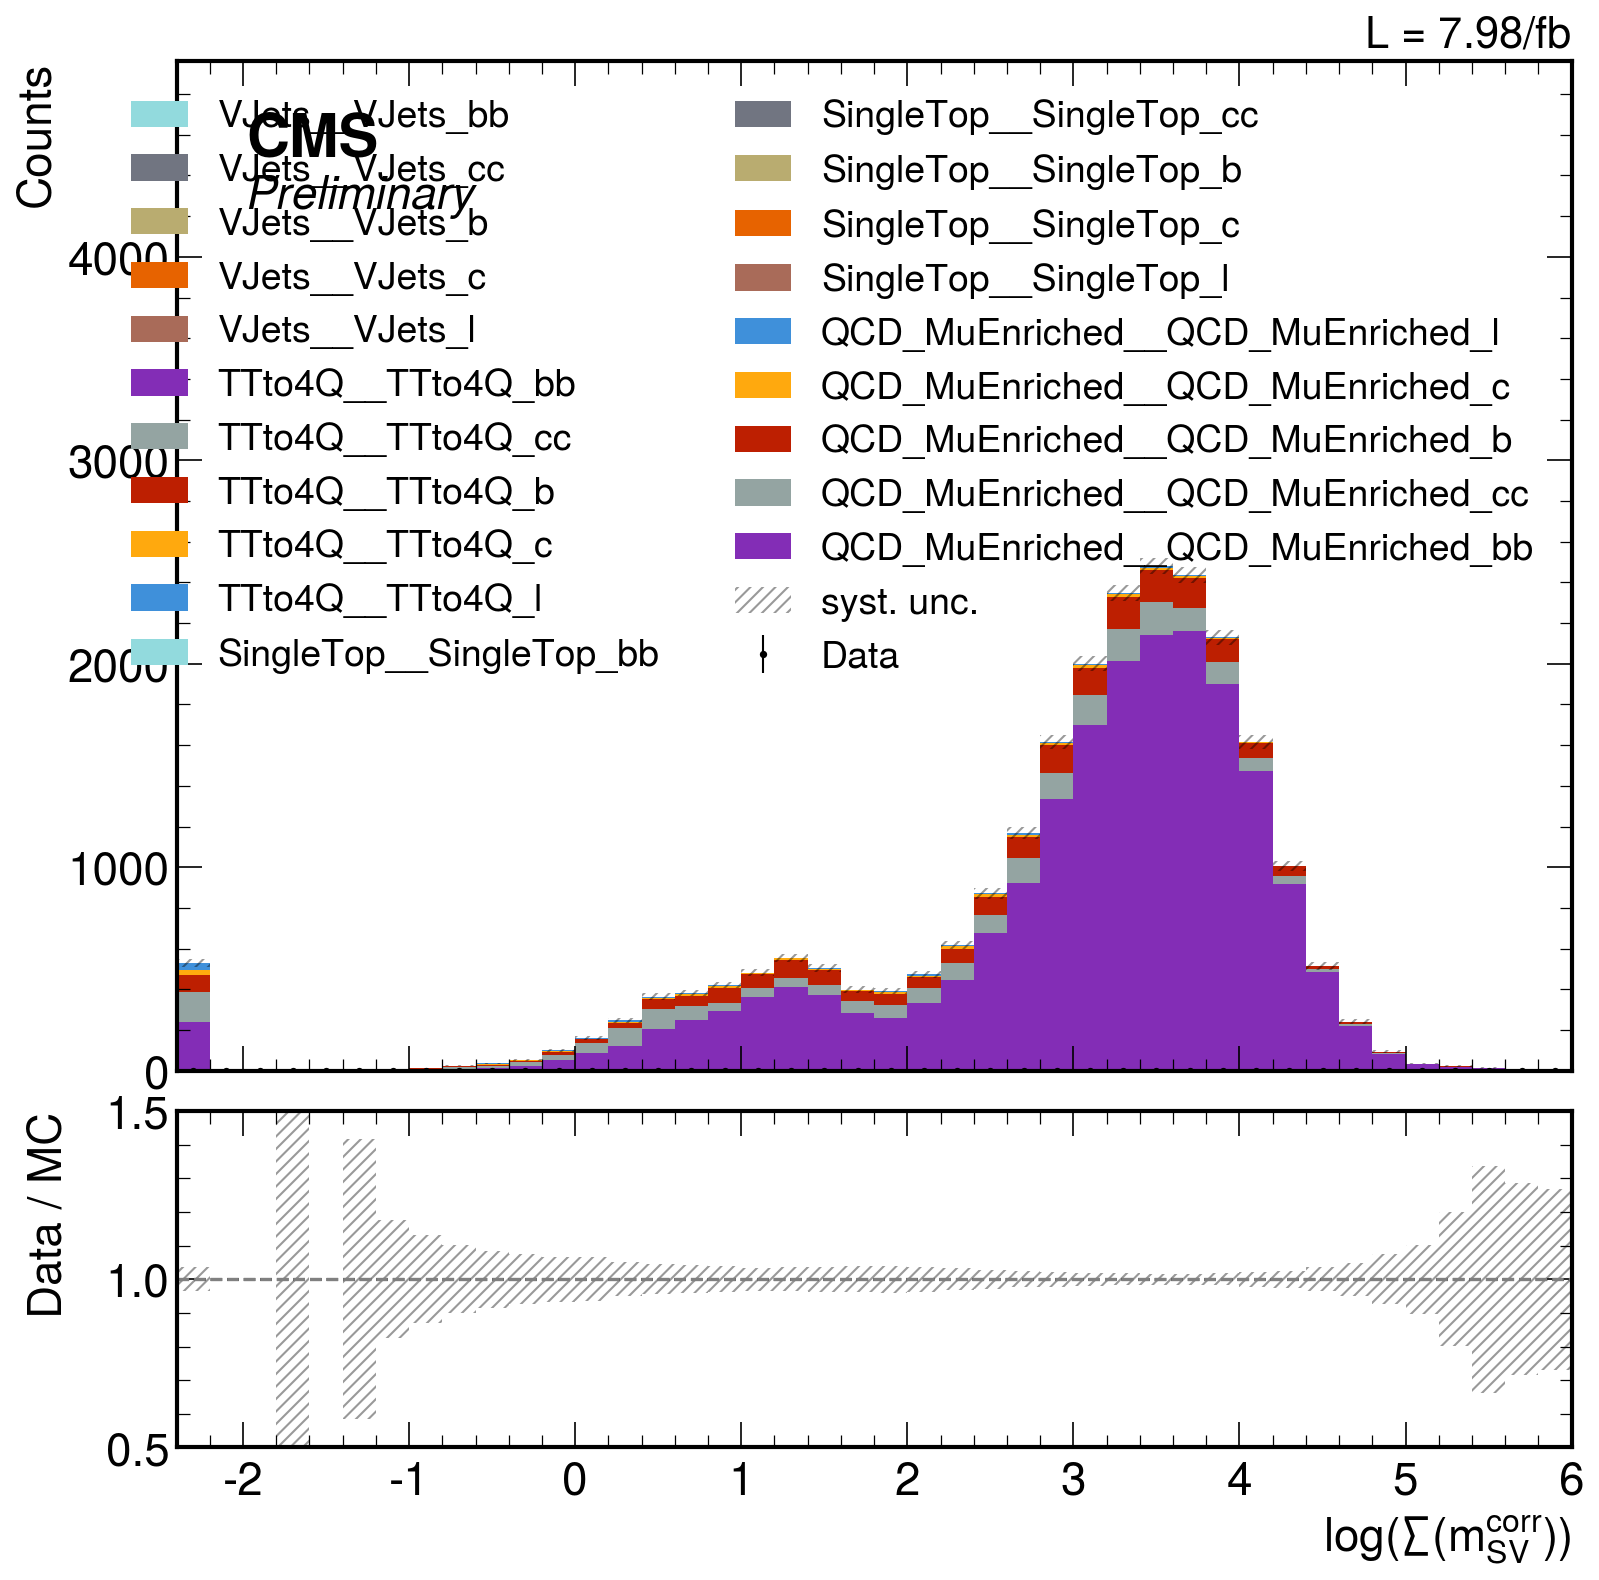 L = 7.98/fb
Counts
CMS
Preliminary
VJets__VJets_bb
VJets__VJets_cc
VJets__VJets_b
VJets__VJets_c
VJets__VJets_l
TTto4Q__TTto4Q_bb
TTto4Q__TTto4Q_cc
TTto4Q__TTto4Q_b
TTto4Q__TTto4Q_c
TTto4Q__TTto4Q_l
SingleTop__SingleTop_bb
SingleTop__SingleTop_cc
SingleTop__SingleTop_b
SingleTop__SingleTop_c
SingleTop__SingleTop_l
QCD_MuEnriched__QCD_MuEnriched_l
QCD_MuEnriched__QCD_MuEnriched_c
QCD_MuEnriched__QCD_MuEnriched_b
QCD_MuEnriched__QCD_MuEnriched_cc
QCD_MuEnriched__QCD_MuEnriched_bb
syst. unc.
Data
4000
3000
2000
1000
0
Data / MC
1.5
1.0
0.5
-2 -1 0 1 2 3 4 5 6
log(∑(m_SV^corr))